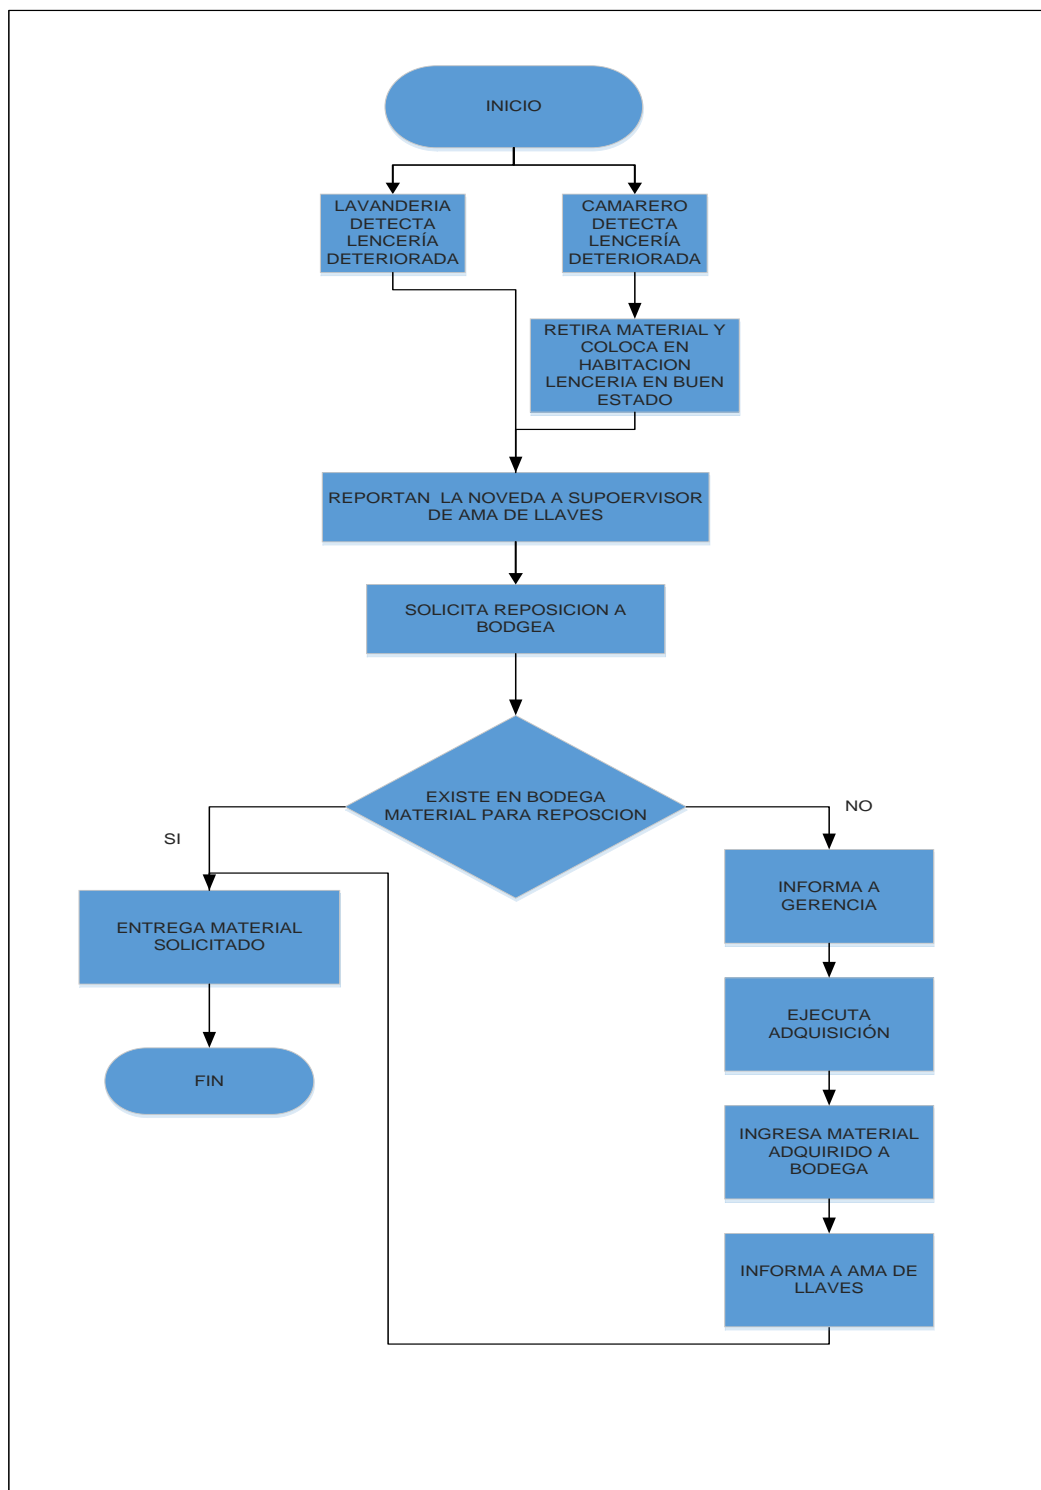 INICIO
LAVANDERIA
DETECTA
LENCERÍA
DETERIORADA
CAMARERO
DETECTA
LENCERÍA
DETERIORADA
RETIRA MATERIAL Y
COLOCA EN
HABITACION
LENCERIA EN BUEN
ESTADO
REPORTAN LA NOVEDA A SUPOERVISOR
DE AMA DE LLAVES
SOLICITA REPOSICION A
BODGEA
EXISTE EN BODEGA
MATERIAL PARA REPOSCION
SI
NO
ENTREGA MATERIAL
SOLICITADO
FIN
INFORMA A
GERENCIA
EJECUTA
ADQUISICIÓN
INGRESA MATERIAL
ADQUIRIDO A
BODEGA
INFORMA A AMA DE
LLAVES